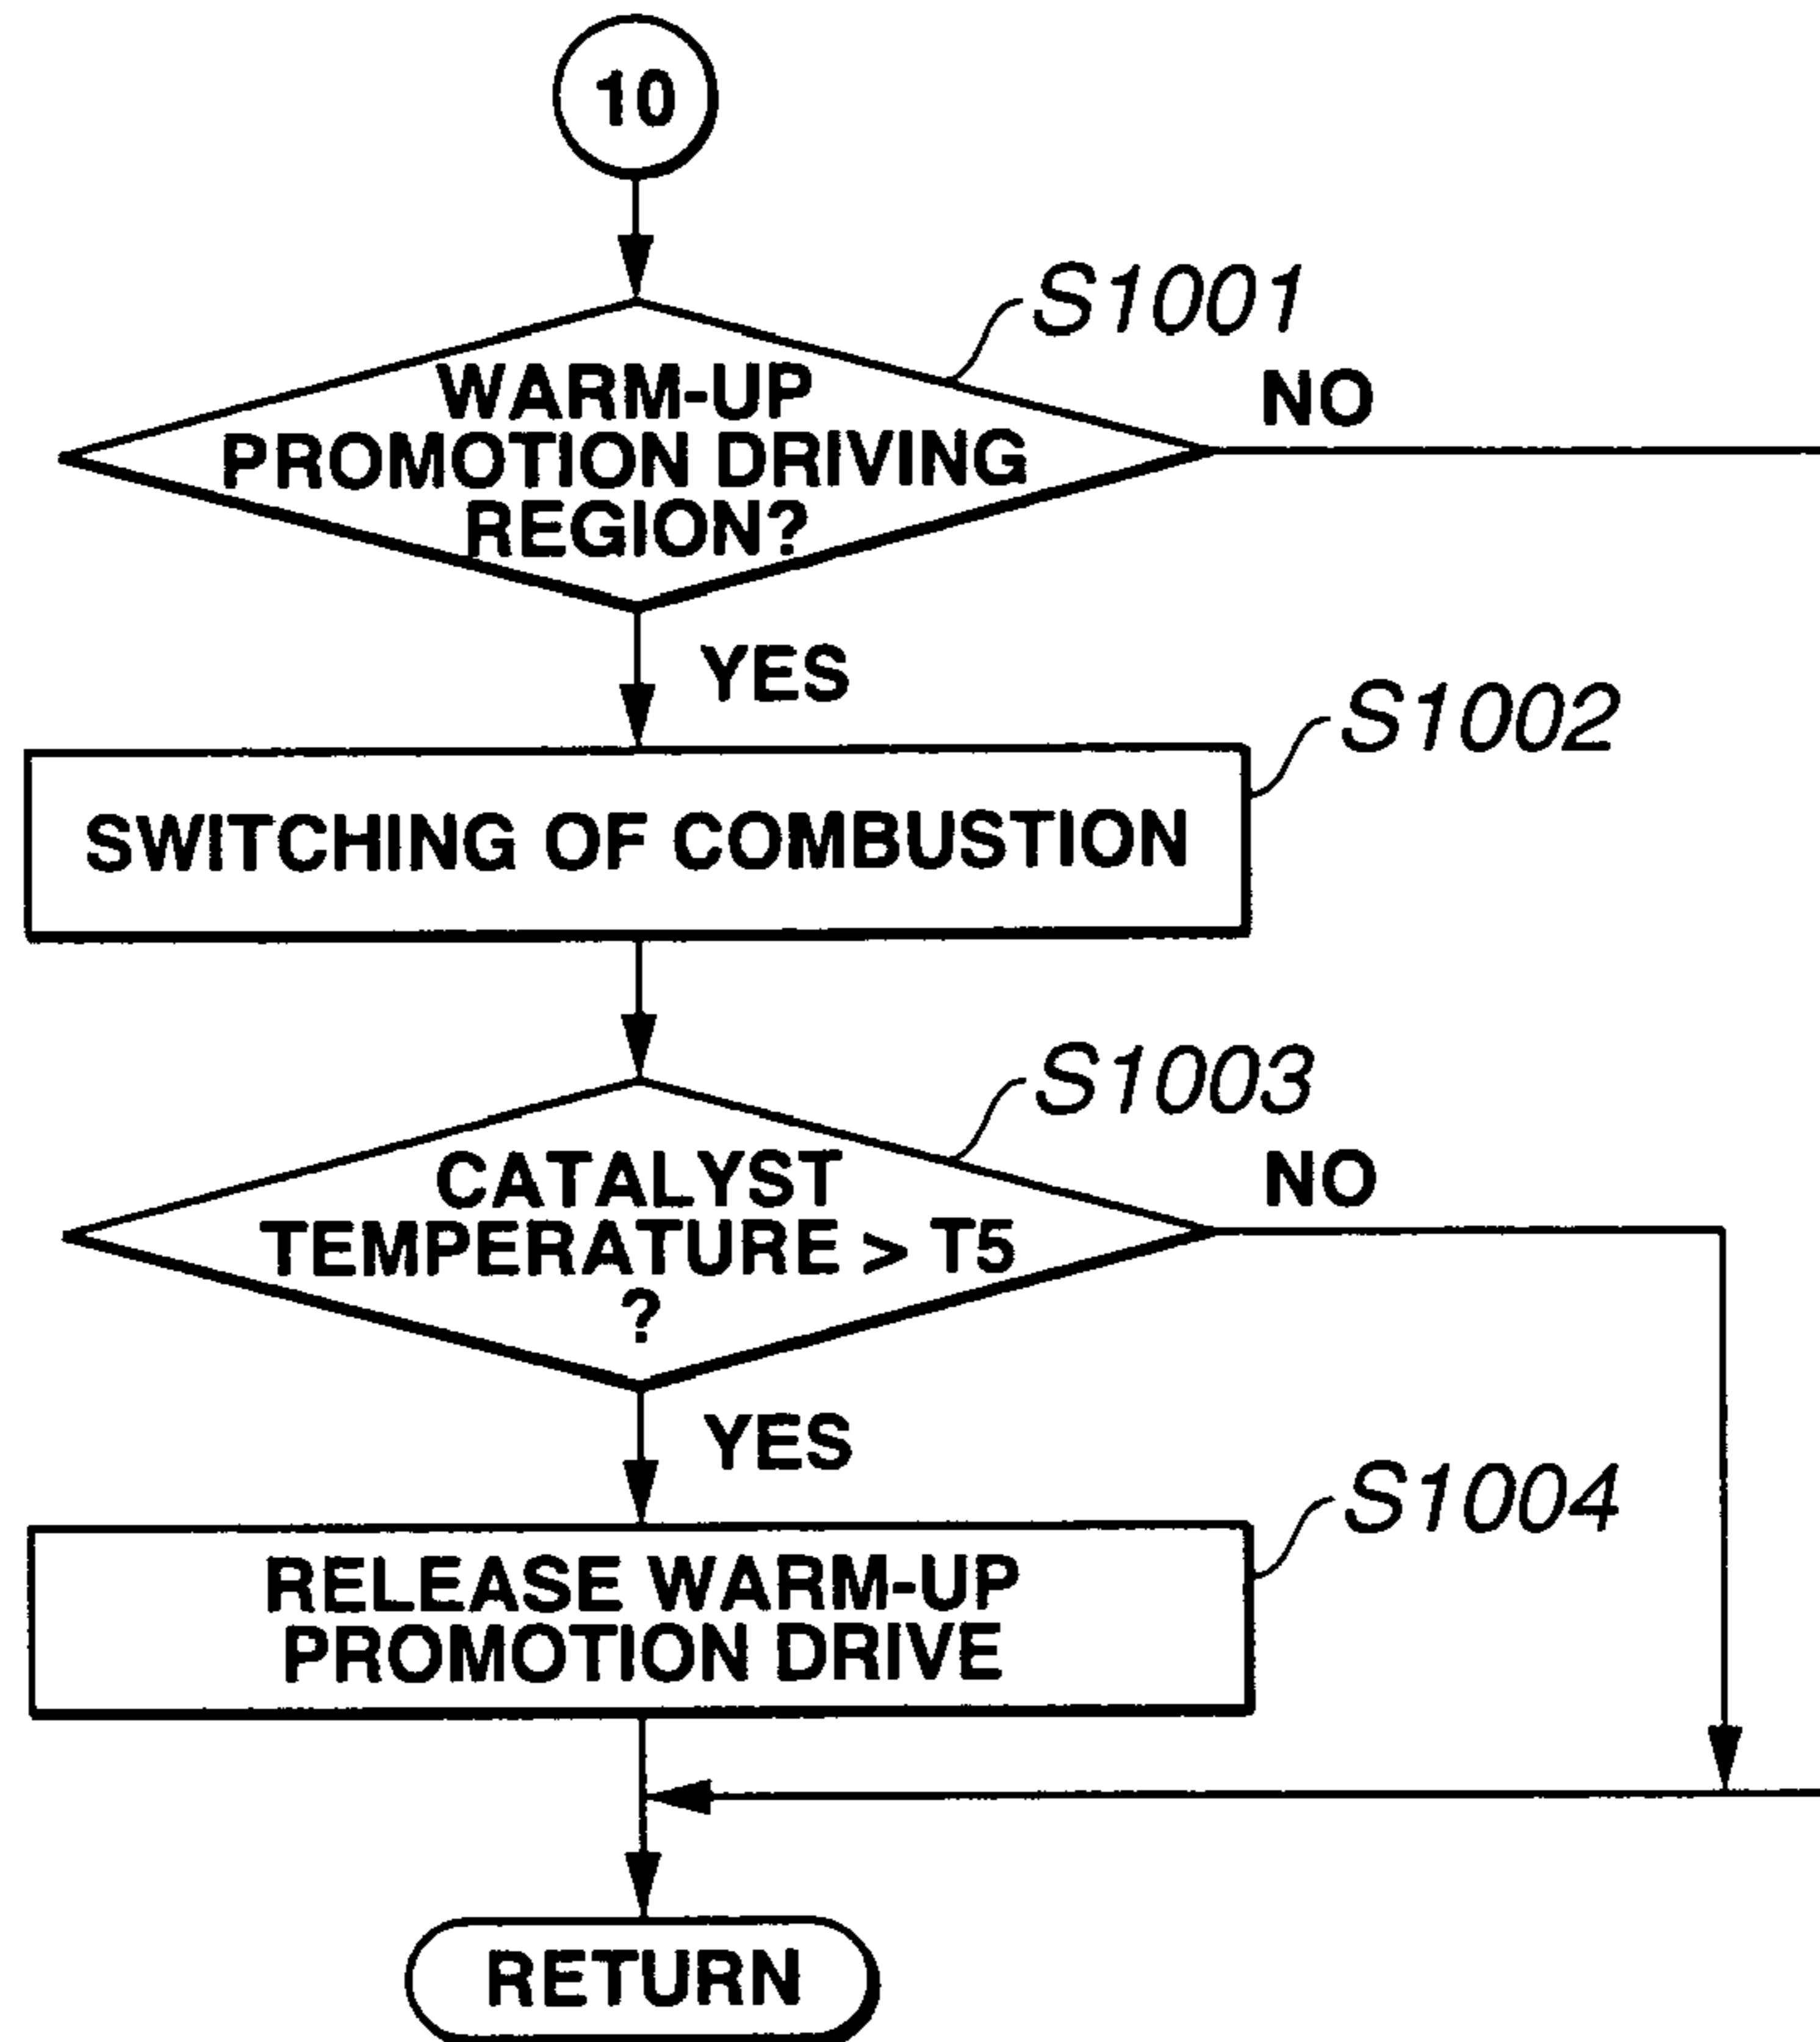 10
S1001
WARM-UP
PROMOTION DRIVING
REGION?
NO
YES
S1002
SWITCHING OF COMBUSTION
S1003
CATALYST
TEMPERATURE > T5
?
NO
YES
S1004
RELEASE WARM-UP
PROMOTION DRIVE
RETURN